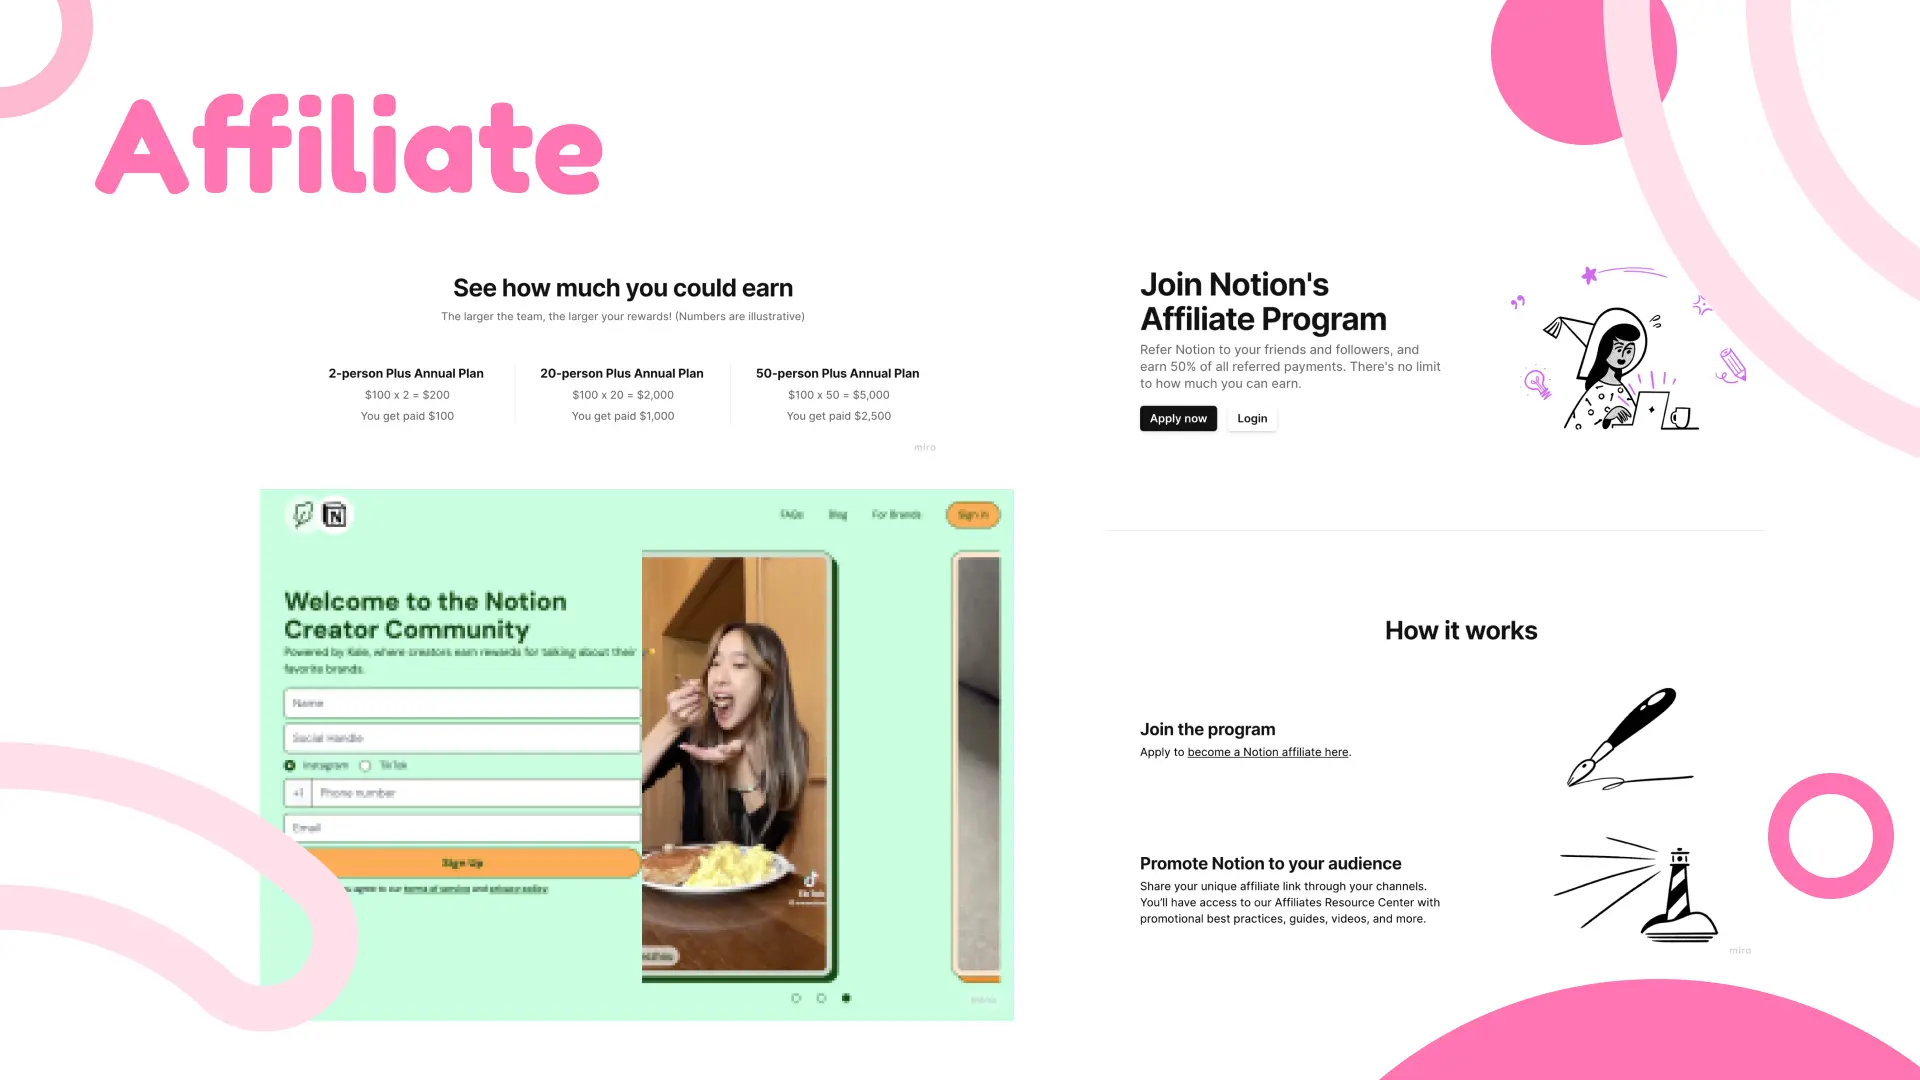 Affiliate
See how much you could earn
The larger the team, the larger your rewards! (Numbers are illustrative)
2-person Plus Annual Plan
$100 x 2 = $200
You get paid $100
20-person Plus Annual Plan
$100 x 20 = $2,000
You get paid $1,000
50-person Plus Annual Plan
$100 x 50 = $5,000
You get paid $2,500
miro
Join Notion's
Affiliate Program
Refer Notion to your friends and followers, and
earn 50% of all referred payments. There's no limit
to how much you can earn.
Apply now
Login
N
FAQs
Blog
For Brands
Sign in
Welcome to the Notion
Creator Community
Powered by Kale, where creators earn rewards for talking about their
favorite brands.
Name
Social Handle
Instagram
TikTok
+1
Phone number
Email
Sign Up
agree to our terms of service and privacy policy
TikTok
miro
How it works
Join the program
Apply to become a Notion affiliate here.
Promote Notion to your audience
Share your unique affiliate link through your channels.
You'll have access to our Affiliates Resource Center with
promotional best practices, guides, videos, and more.
miro